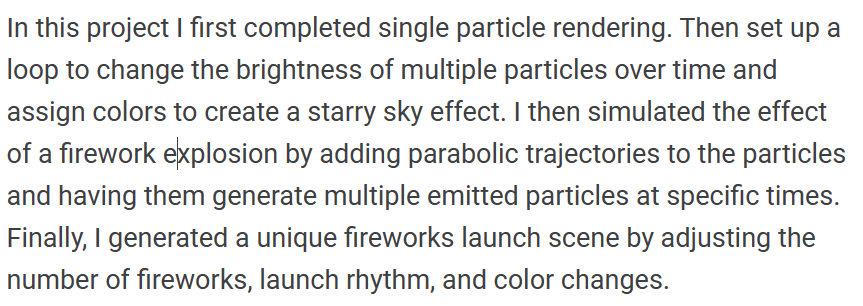 In this project I first completed single particle rendering. Then set up a
loop to change the brightness of multiple particles over time and
assign colors to create a starry sky effect. I then simulated the effect
of a firework explosion by adding parabolic trajectories to the particles
and having them generate multiple emitted particles at specific times.
Finally, I generated a unique fireworks launch scene by adjusting the
number of fireworks, launch rhythm, and color changes.